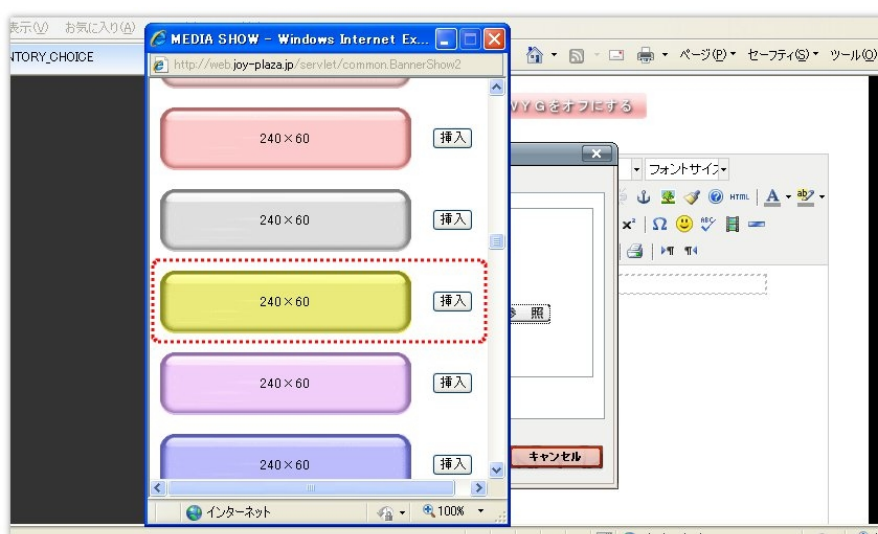 表示(V) お気に入り(A)
NTORY_CHOICE
MEDIA SHOW - Windows Internet Ex...
http://web.joy-plaza.jp/servlet/common.BannerShow2
ページ(P) セーフティ(S) ツール(O)
ＹＧをオフにする
240×60 挿入
フォントサイズ
HTML A ab
240×60 挿入
x² Ω ABC
240×60 挿入
照
240×60 挿入
240×60 挿入
キャンセル
インターネット 100%